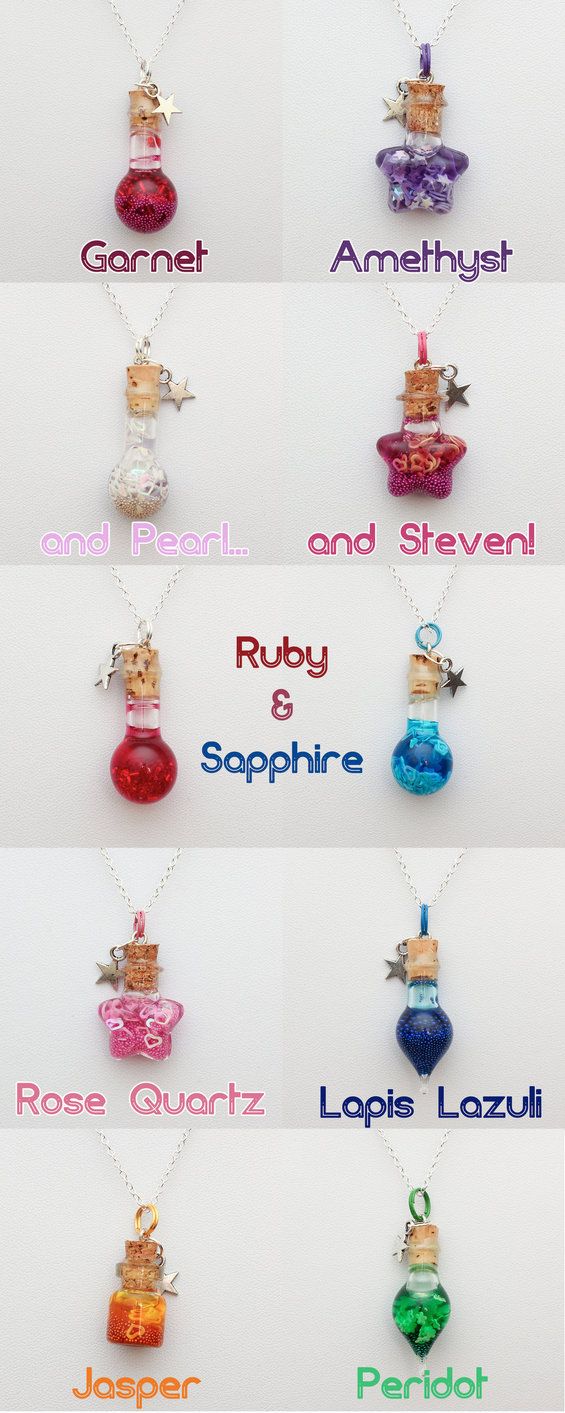 Garnet
Amethyst
and Pearl...
and Steven!
Ruby
&
Sapphire
Rose Quartz
Lapis Lazuli
Jasper
Peridot